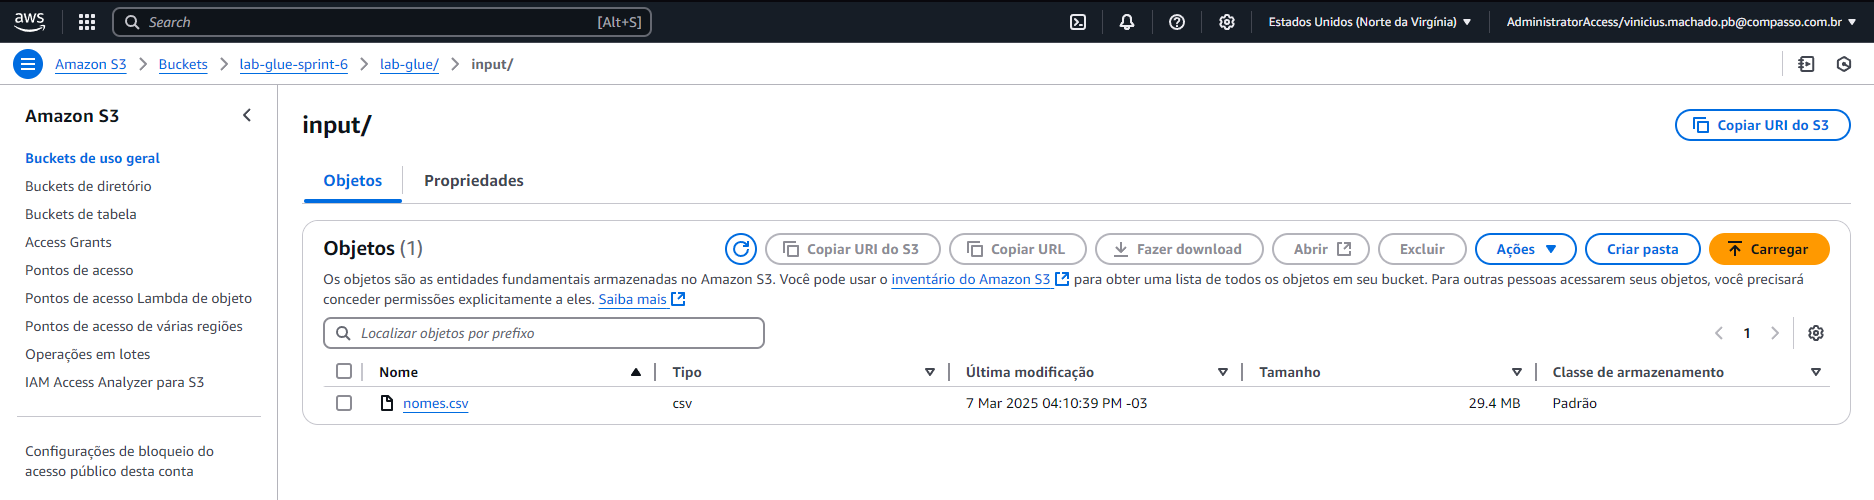 aws Search [Alt+S] Estados Unidos (Norte da Virgínia) AdministratorAccess/vinicius.machado.pb@compasso.com.br
Amazon S3 Buckets lab-glue-sprint-6 lab-glue/ input/
Amazon S3
Buckets de uso geral
Buckets de diretório
Buckets de tabela
Access Grants
Pontos de acesso
Pontos de acesso Lambda de objeto
Pontos de acesso de várias regiões
Operações em lotes
IAM Access Analyzer para S3
Configurações de bloqueio do
acesso público desta conta
input/
Copiar URI do S3
Objetos Propriedades
Objetos (1) Copiar URI do S3 Copiar URL Fazer download Abrir Excluir Ações Criar pasta Carregar
Os objetos são as entidades fundamentais armazenadas no Amazon S3. Você pode usar o inventário do Amazon S3 para obter uma lista de todos os objetos em seu bucket. Para outras pessoas acessarem seus objetos, você precisará
conceder permissões explicitamente a eles. Saiba mais
Localizar objetos por prefixo 1
Nome Tipo Última modificação Tamanho Classe de armazenamento
nomes.csv csv 7 Mar 2025 04:10:39 PM -03 29.4 MB Padrão